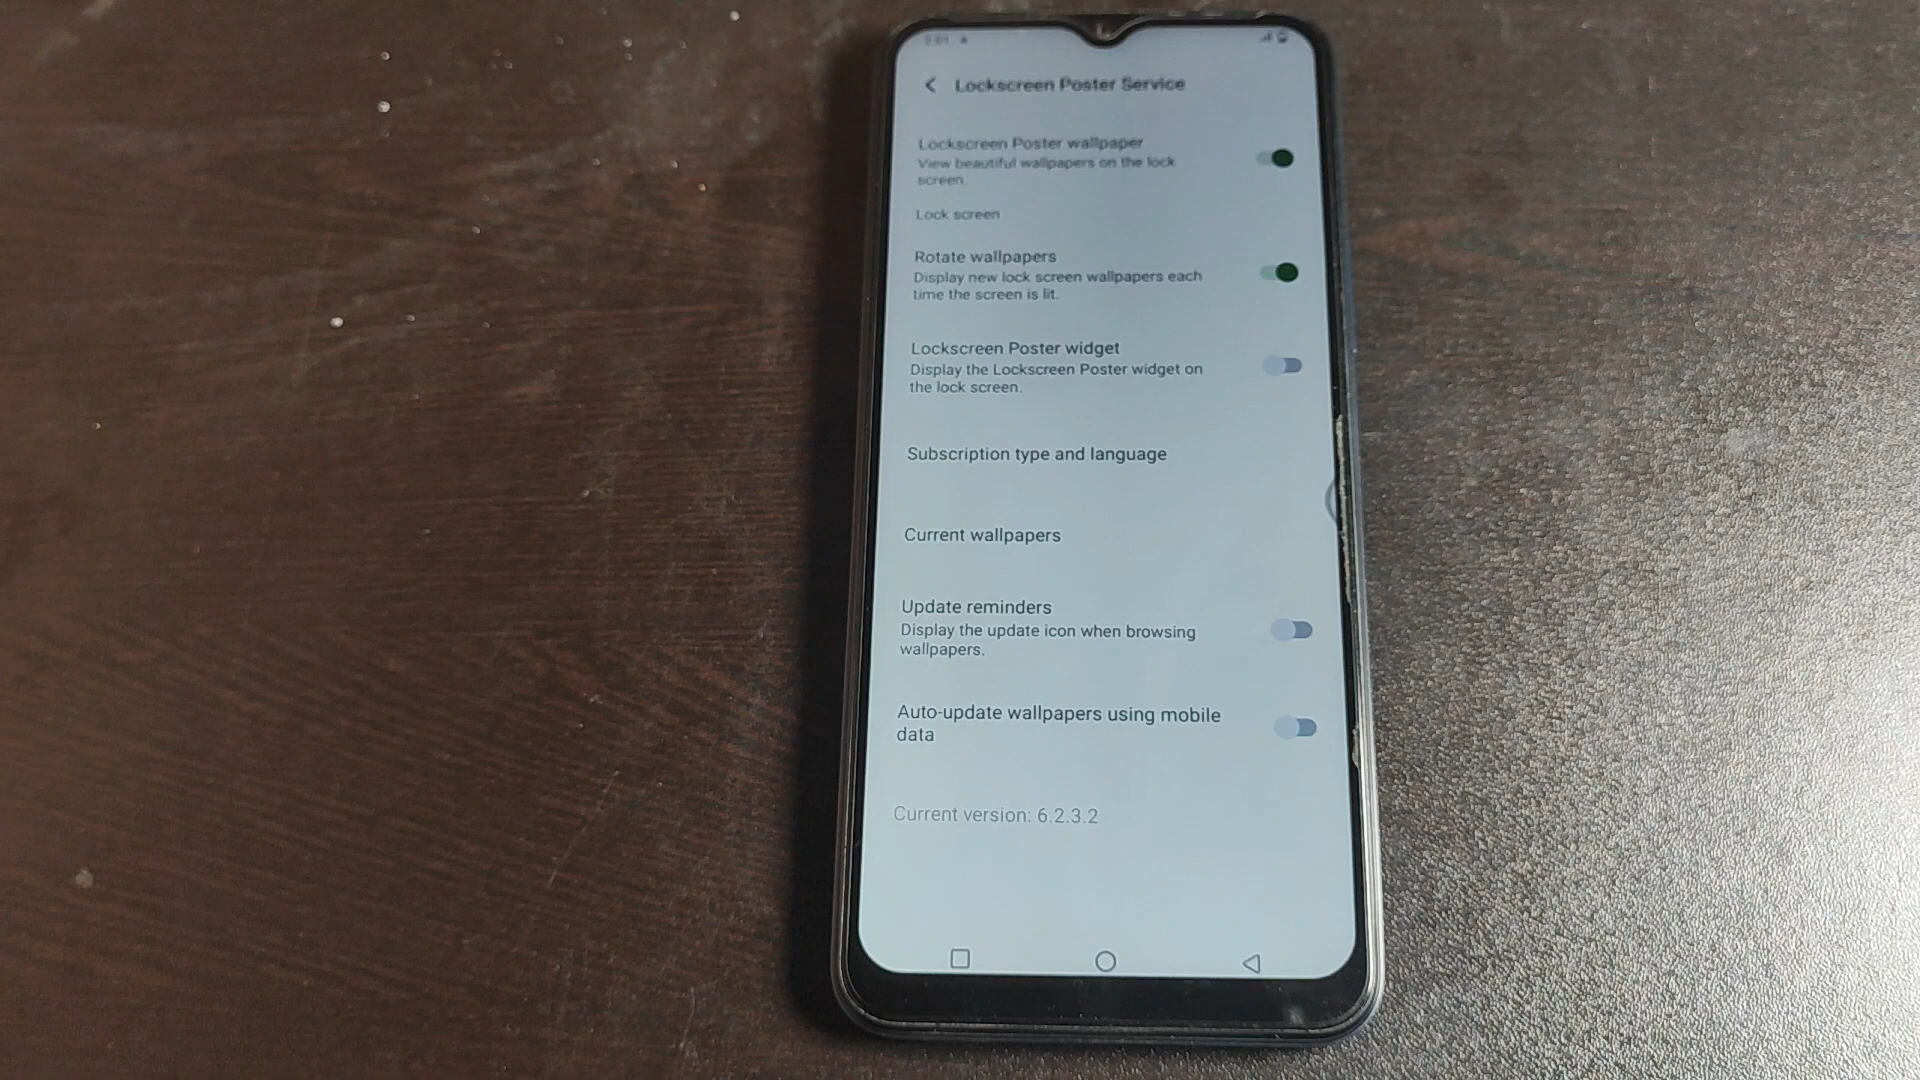 Lockscreen Poster Service
Lockscreen Poster wallpaper
View beautiful wallpapers on the lock
screen.
Lock screen
Rotate wallpapers
Display new lock screen wallpapers each
time the screen is lit.
Lockscreen Poster widget
Display the Lockscreen Poster widget on
the lock screen.
Subscription type and language
Current wallpapers
Update reminders
Display the update icon when browsing
wallpapers.
Auto-update wallpapers using mobile
data
Current version: 6.2.3.2